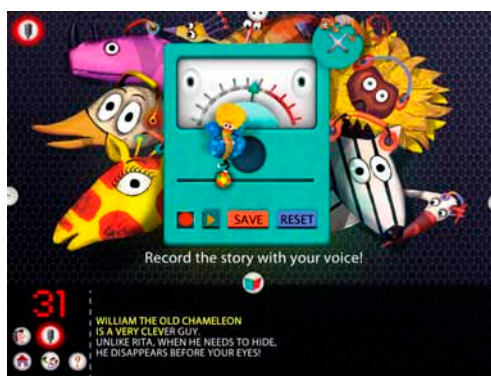 SAVE RESET
Record the story with your voice!
31
WILLIAM THE OLD CHAMELEON
IS A VERY CLEVER GUY.
UNLIKE RITA, WHEN HE NEEDS TO HIDE,
HE DISAPPEARS BEFORE YOUR EYES!
?